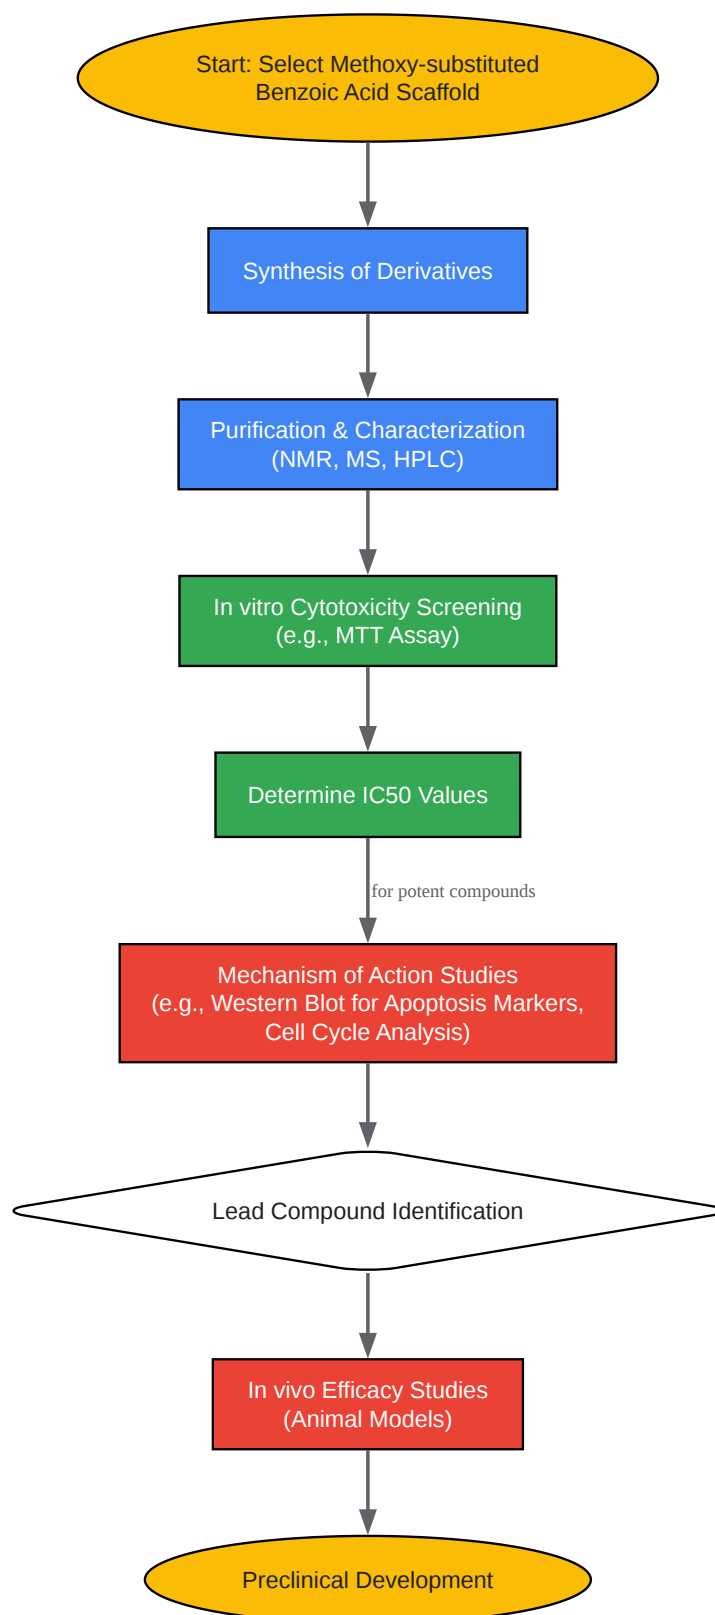 Start: Select Methoxy-substituted
Benzoic Acid Scaffold
Synthesis of Derivatives
Purification & Characterization
(NMR, MS, HPLC)
In vitro Cytotoxicity Screening
(e.g., MTT Assay)
Determine IC50 Values
for potent compounds
Mechanism of Action Studies
(e.g., Western Blot for Apoptosis Markers,
Cell Cycle Analysis)
Lead Compound Identification
In vivo Efficacy Studies
(Animal Models)
Preclinical Development